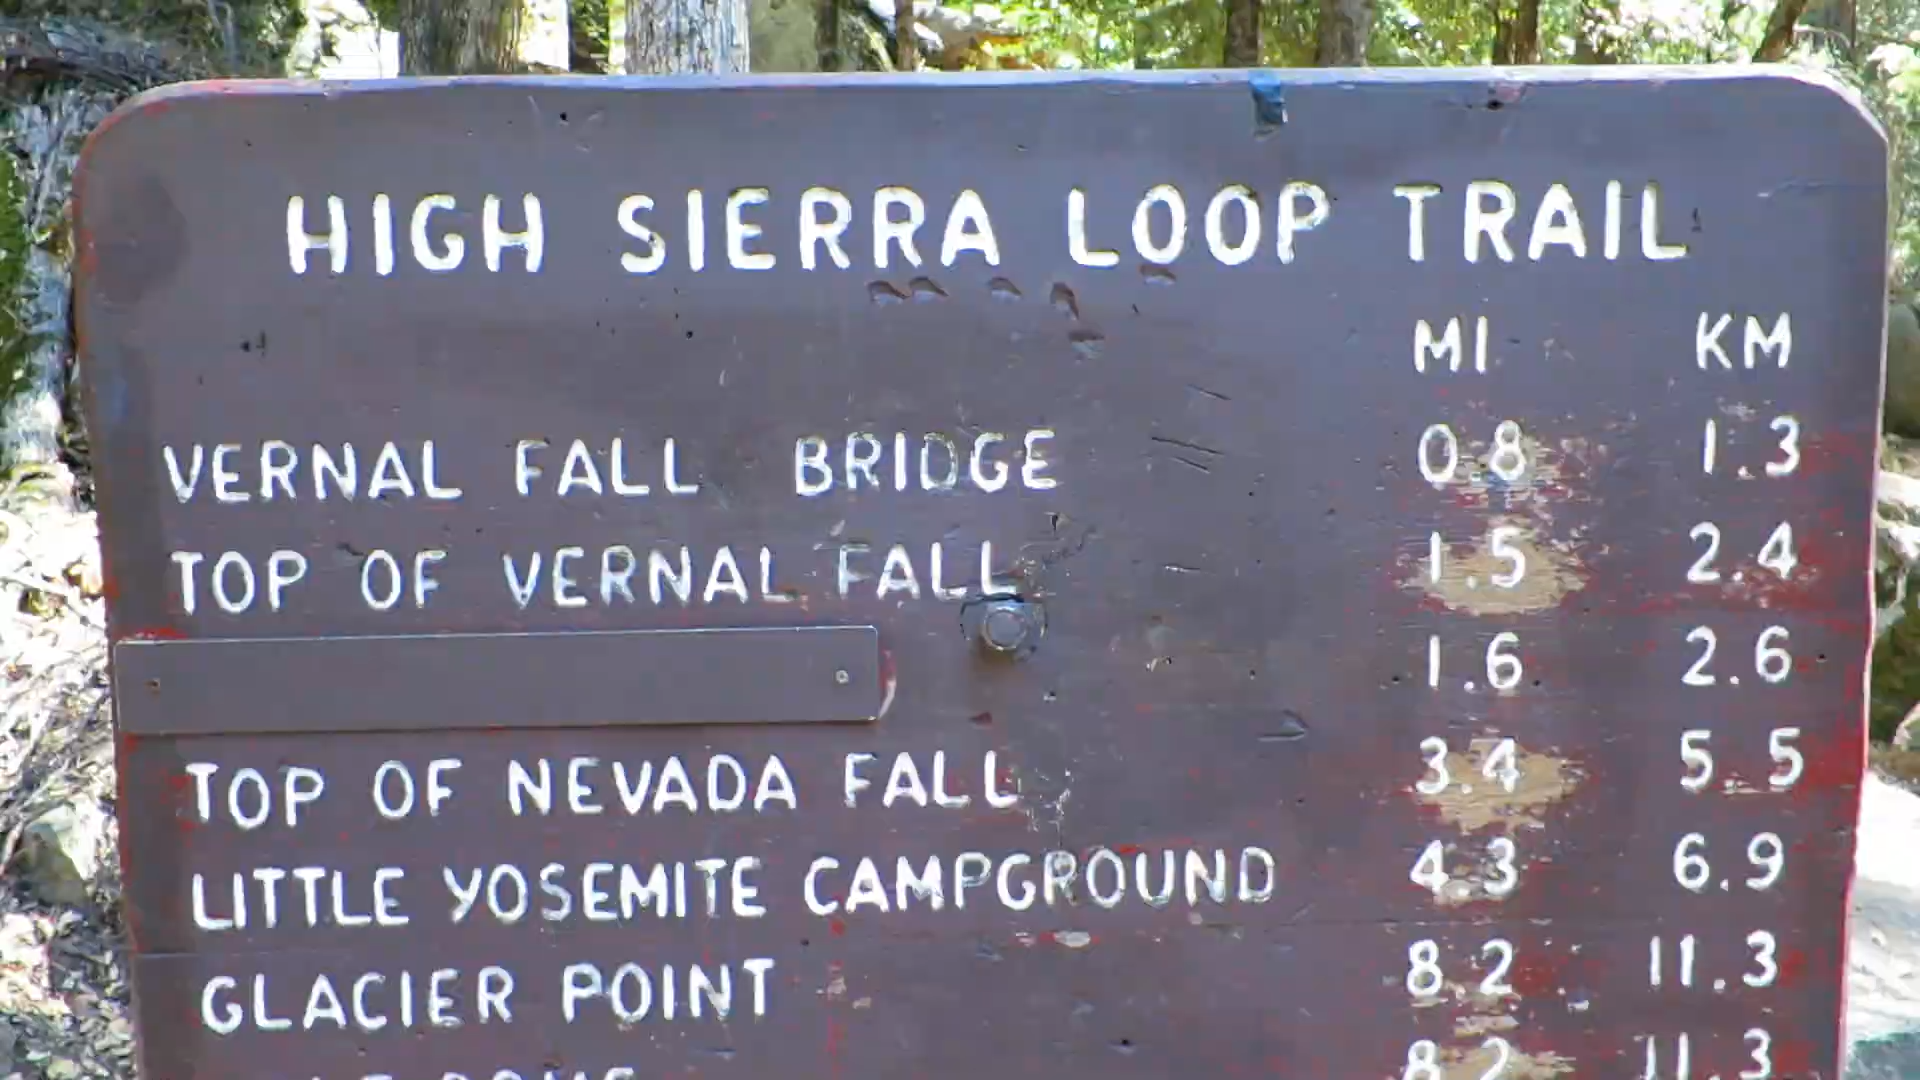 HIGH SIERRA LOOP TRAIL
MI KM
VERNAL FALL BRIDGE 0.8 1.3
TOP OF VERNAL FALL 1.5 2.4
1.6 2.6
TOP OF NEVADA FALL 3.4 5.5
LITTLE YOSEMITE CAMPGROUND 4.3 6.9
GLACIER POINT 8.2 11.3
8.2 11.3